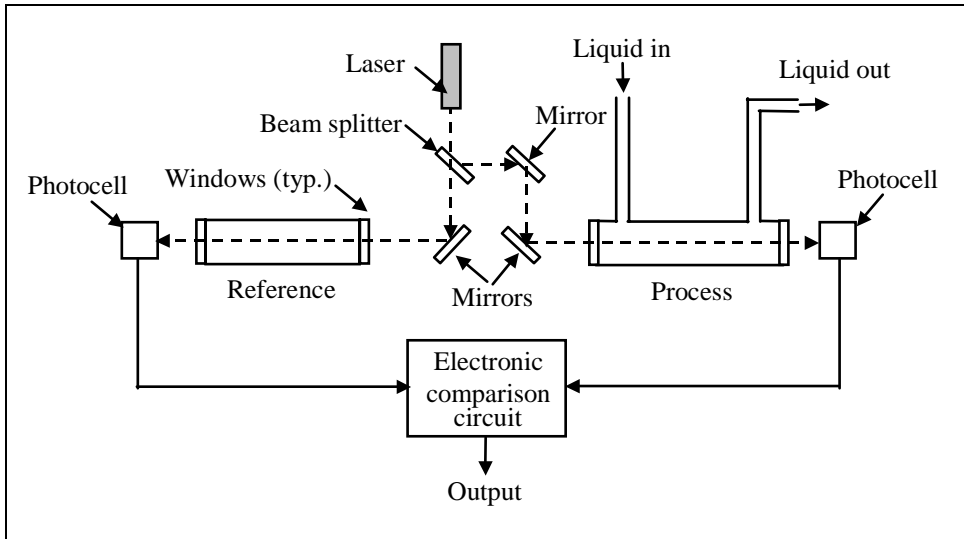 Laser
Liquid in
Liquid out
Beam splitter
Mirror
Photocell
Windows (typ.)
Photocell
Reference
Mirrors
Process
Electronic
comparison
circuit
Output